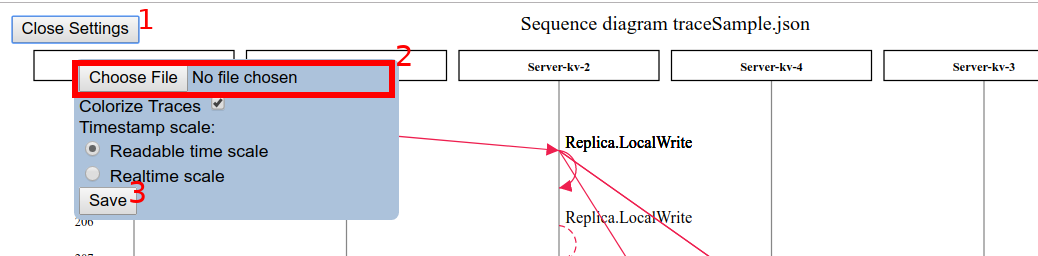 Close Settings
1
Sequence diagram traceSample.json
2
Server-kv-2
Server-kv-4
Server-kv-3
Choose File No file chosen
Colorize Traces
Timestamp scale:
Readable time scale
Realtime scale
Save
3
Replica.LocalWrite
206
Replica.LocalWrite